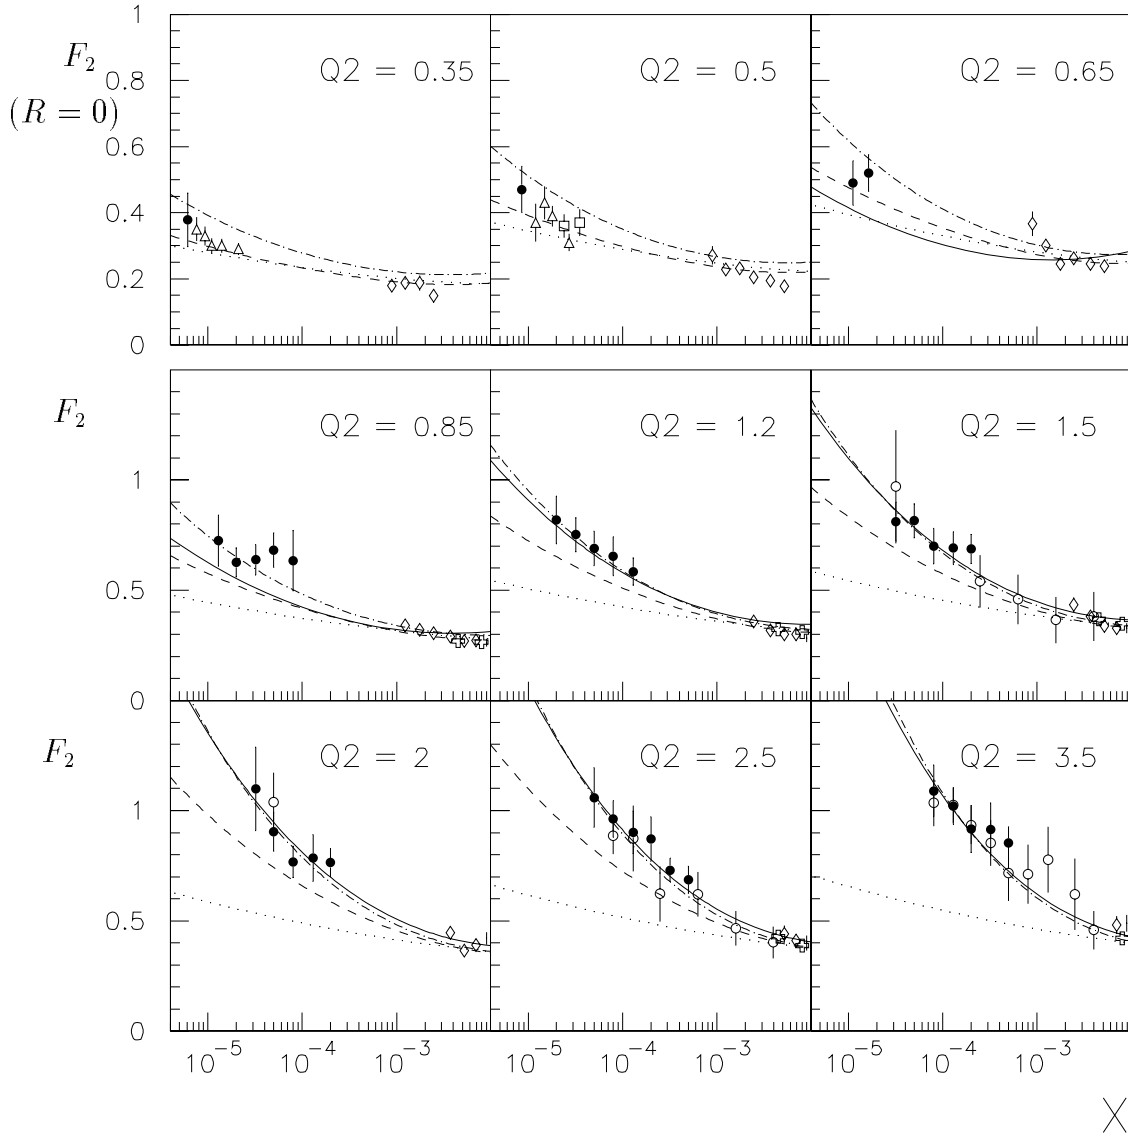 1
F₂
Q2 = 0.35 Q2 = 0.5 Q2 = 0.65
0.8
(R = 0)
0.6
0.4
0.2
0
F₂
Q2 = 0.85 Q2 = 1.2 Q2 = 1.5
1
0.5
0
F₂
Q2 = 2 Q2 = 2.5 Q2 = 3.5
1
0.5
0
10⁻⁵ 10⁻⁴ 10⁻³ 10⁻⁵ 10⁻⁴ 10⁻³ 10⁻⁵ 10⁻⁴ 10⁻³
X